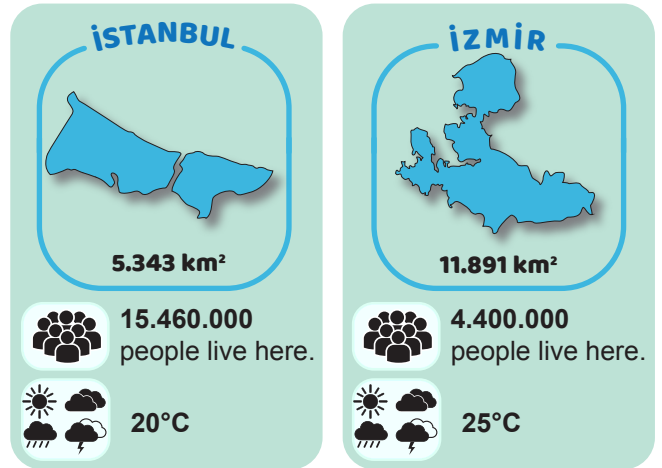 İSTANBUL
5.343 km²
15.460.000
people live here.
20°C
İZMİR
11.891 km²
4.400.000
people live here.
25°C